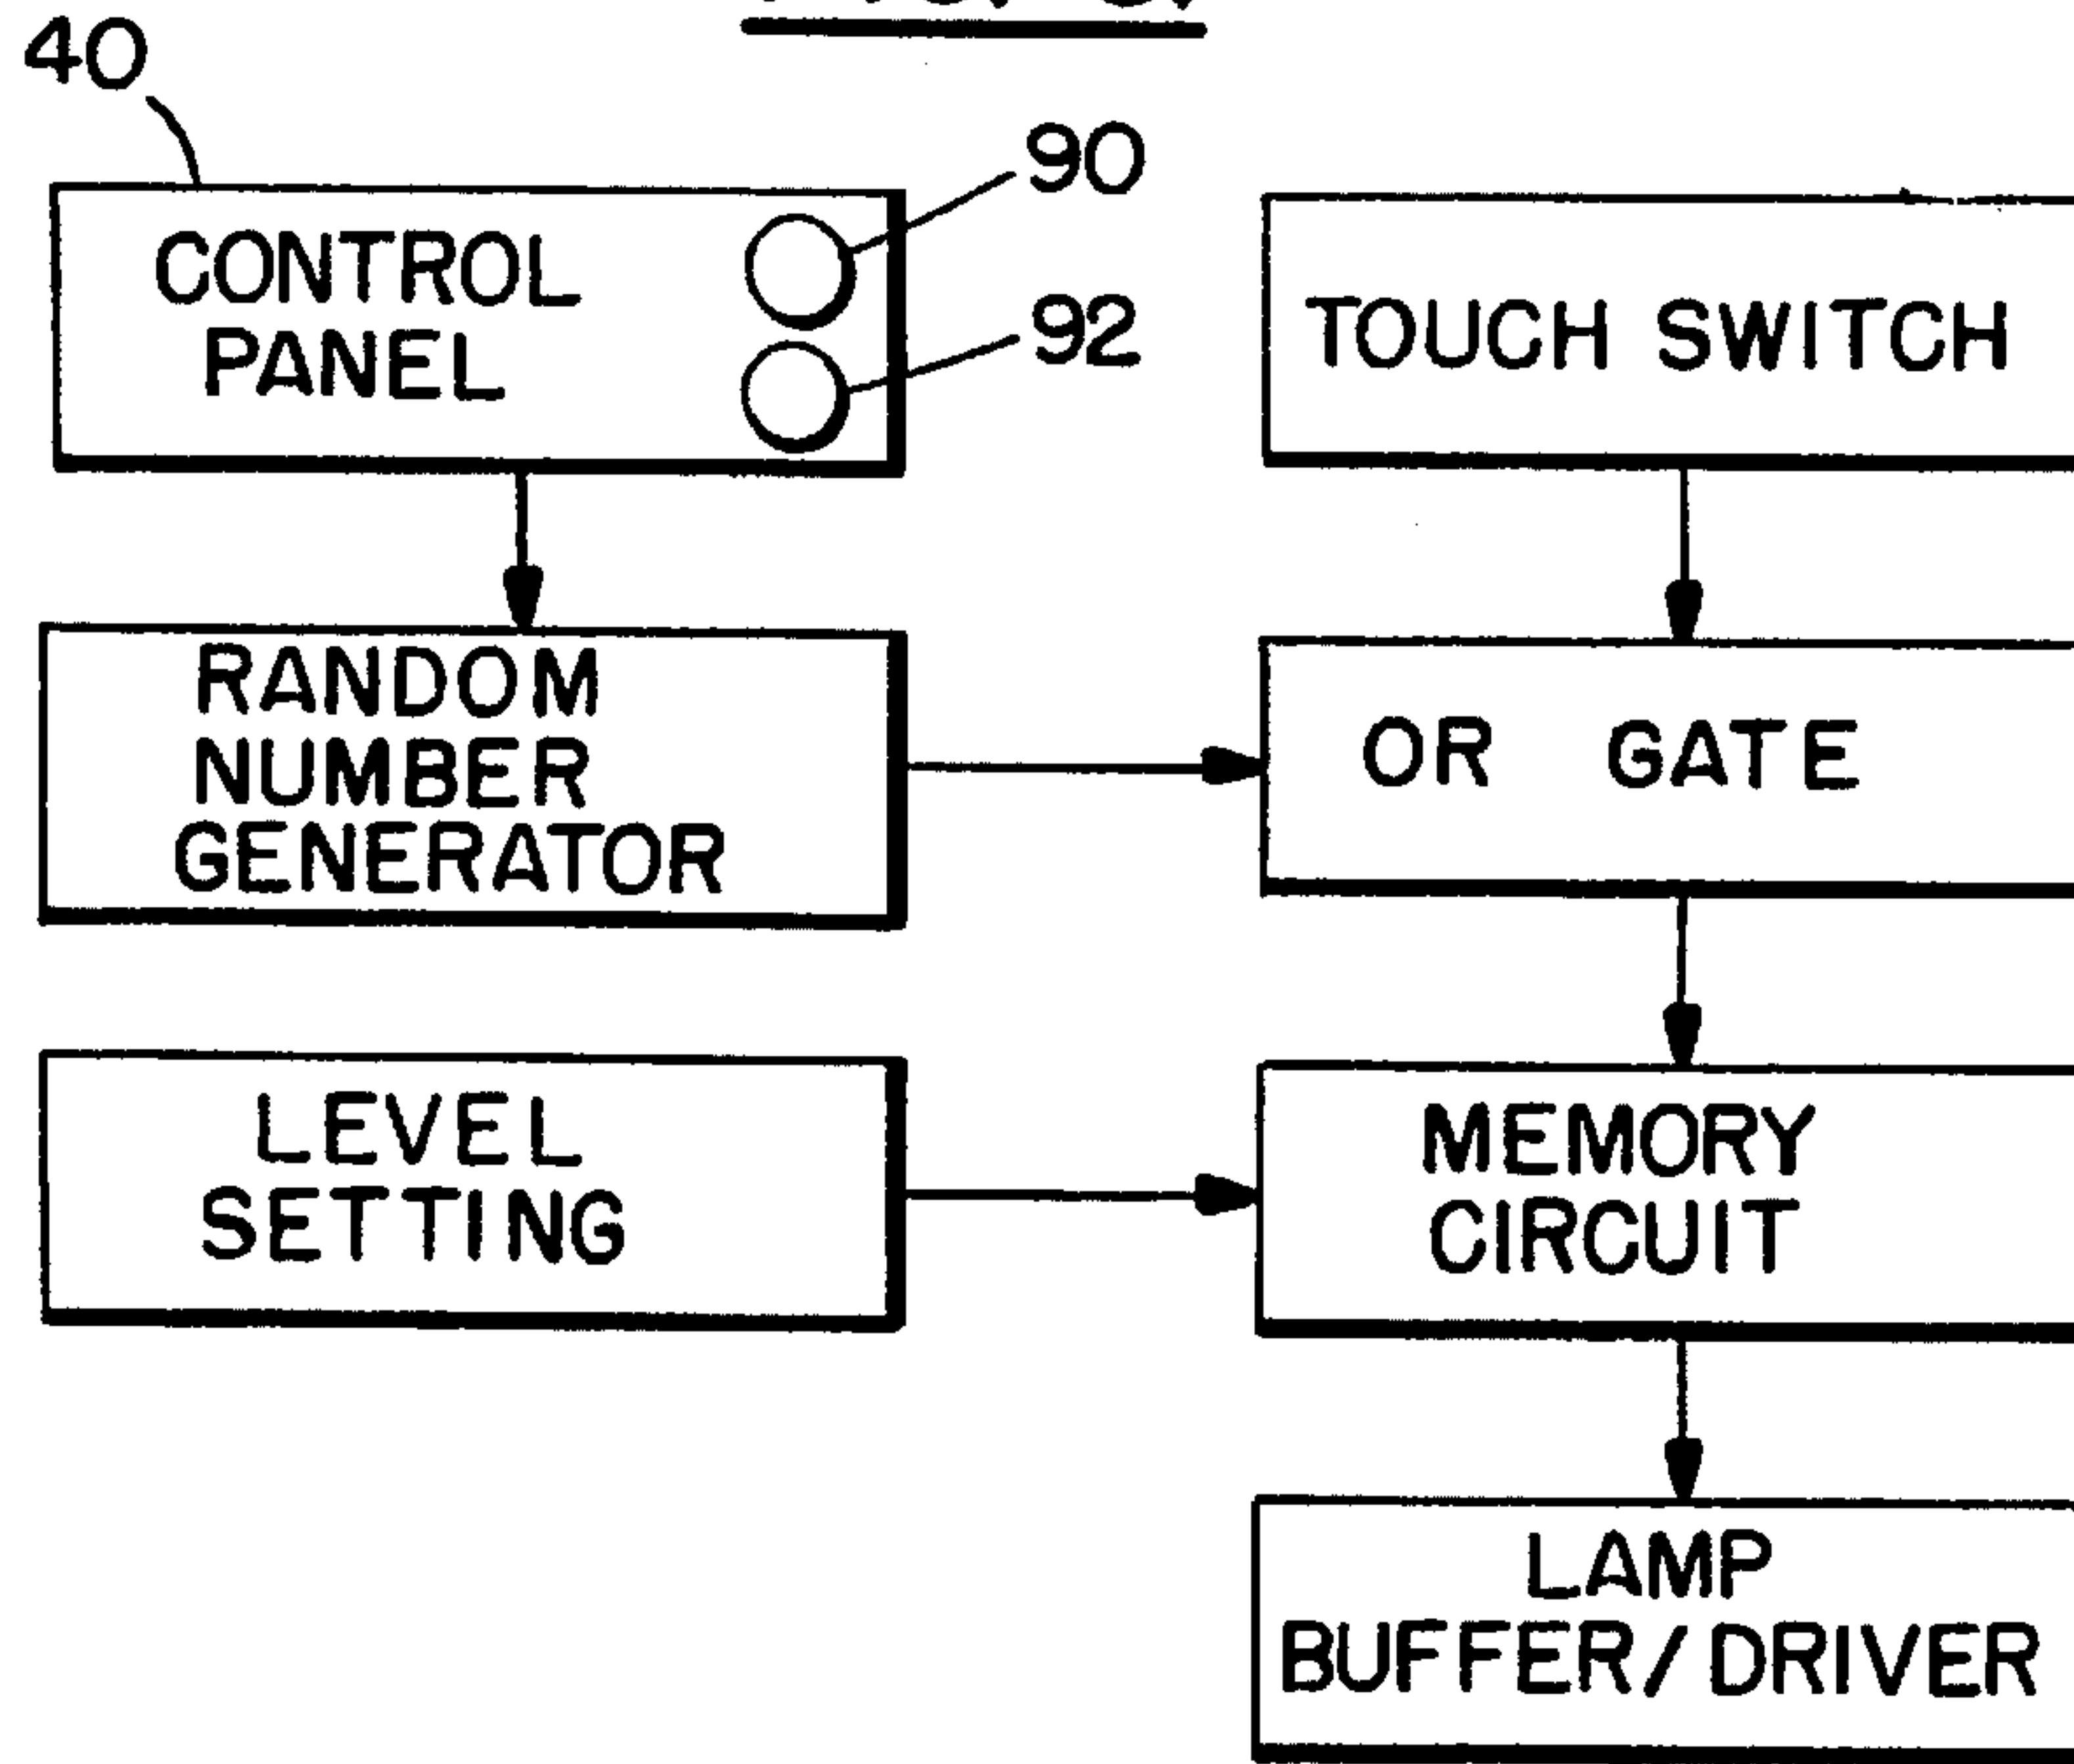 40
90
CONTROL
PANEL
92
TOUCH SWITCH
RANDOM
NUMBER
GENERATOR
OR GATE
LEVEL
SETTING
MEMORY
CIRCUIT
LAMP
BUFFER/DRIVER